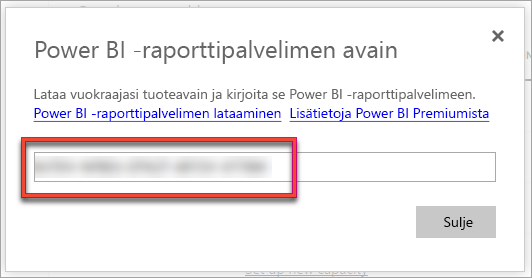 Power BI -raporttipalvelimen avain
Lataa vuokraajasi tuoteavain ja kirjoita se Power BI -raporttipalvelimeen.
Power BI -raporttipalvelimen lataaminen Lisätietoja Power BI Premiumista
Sulje